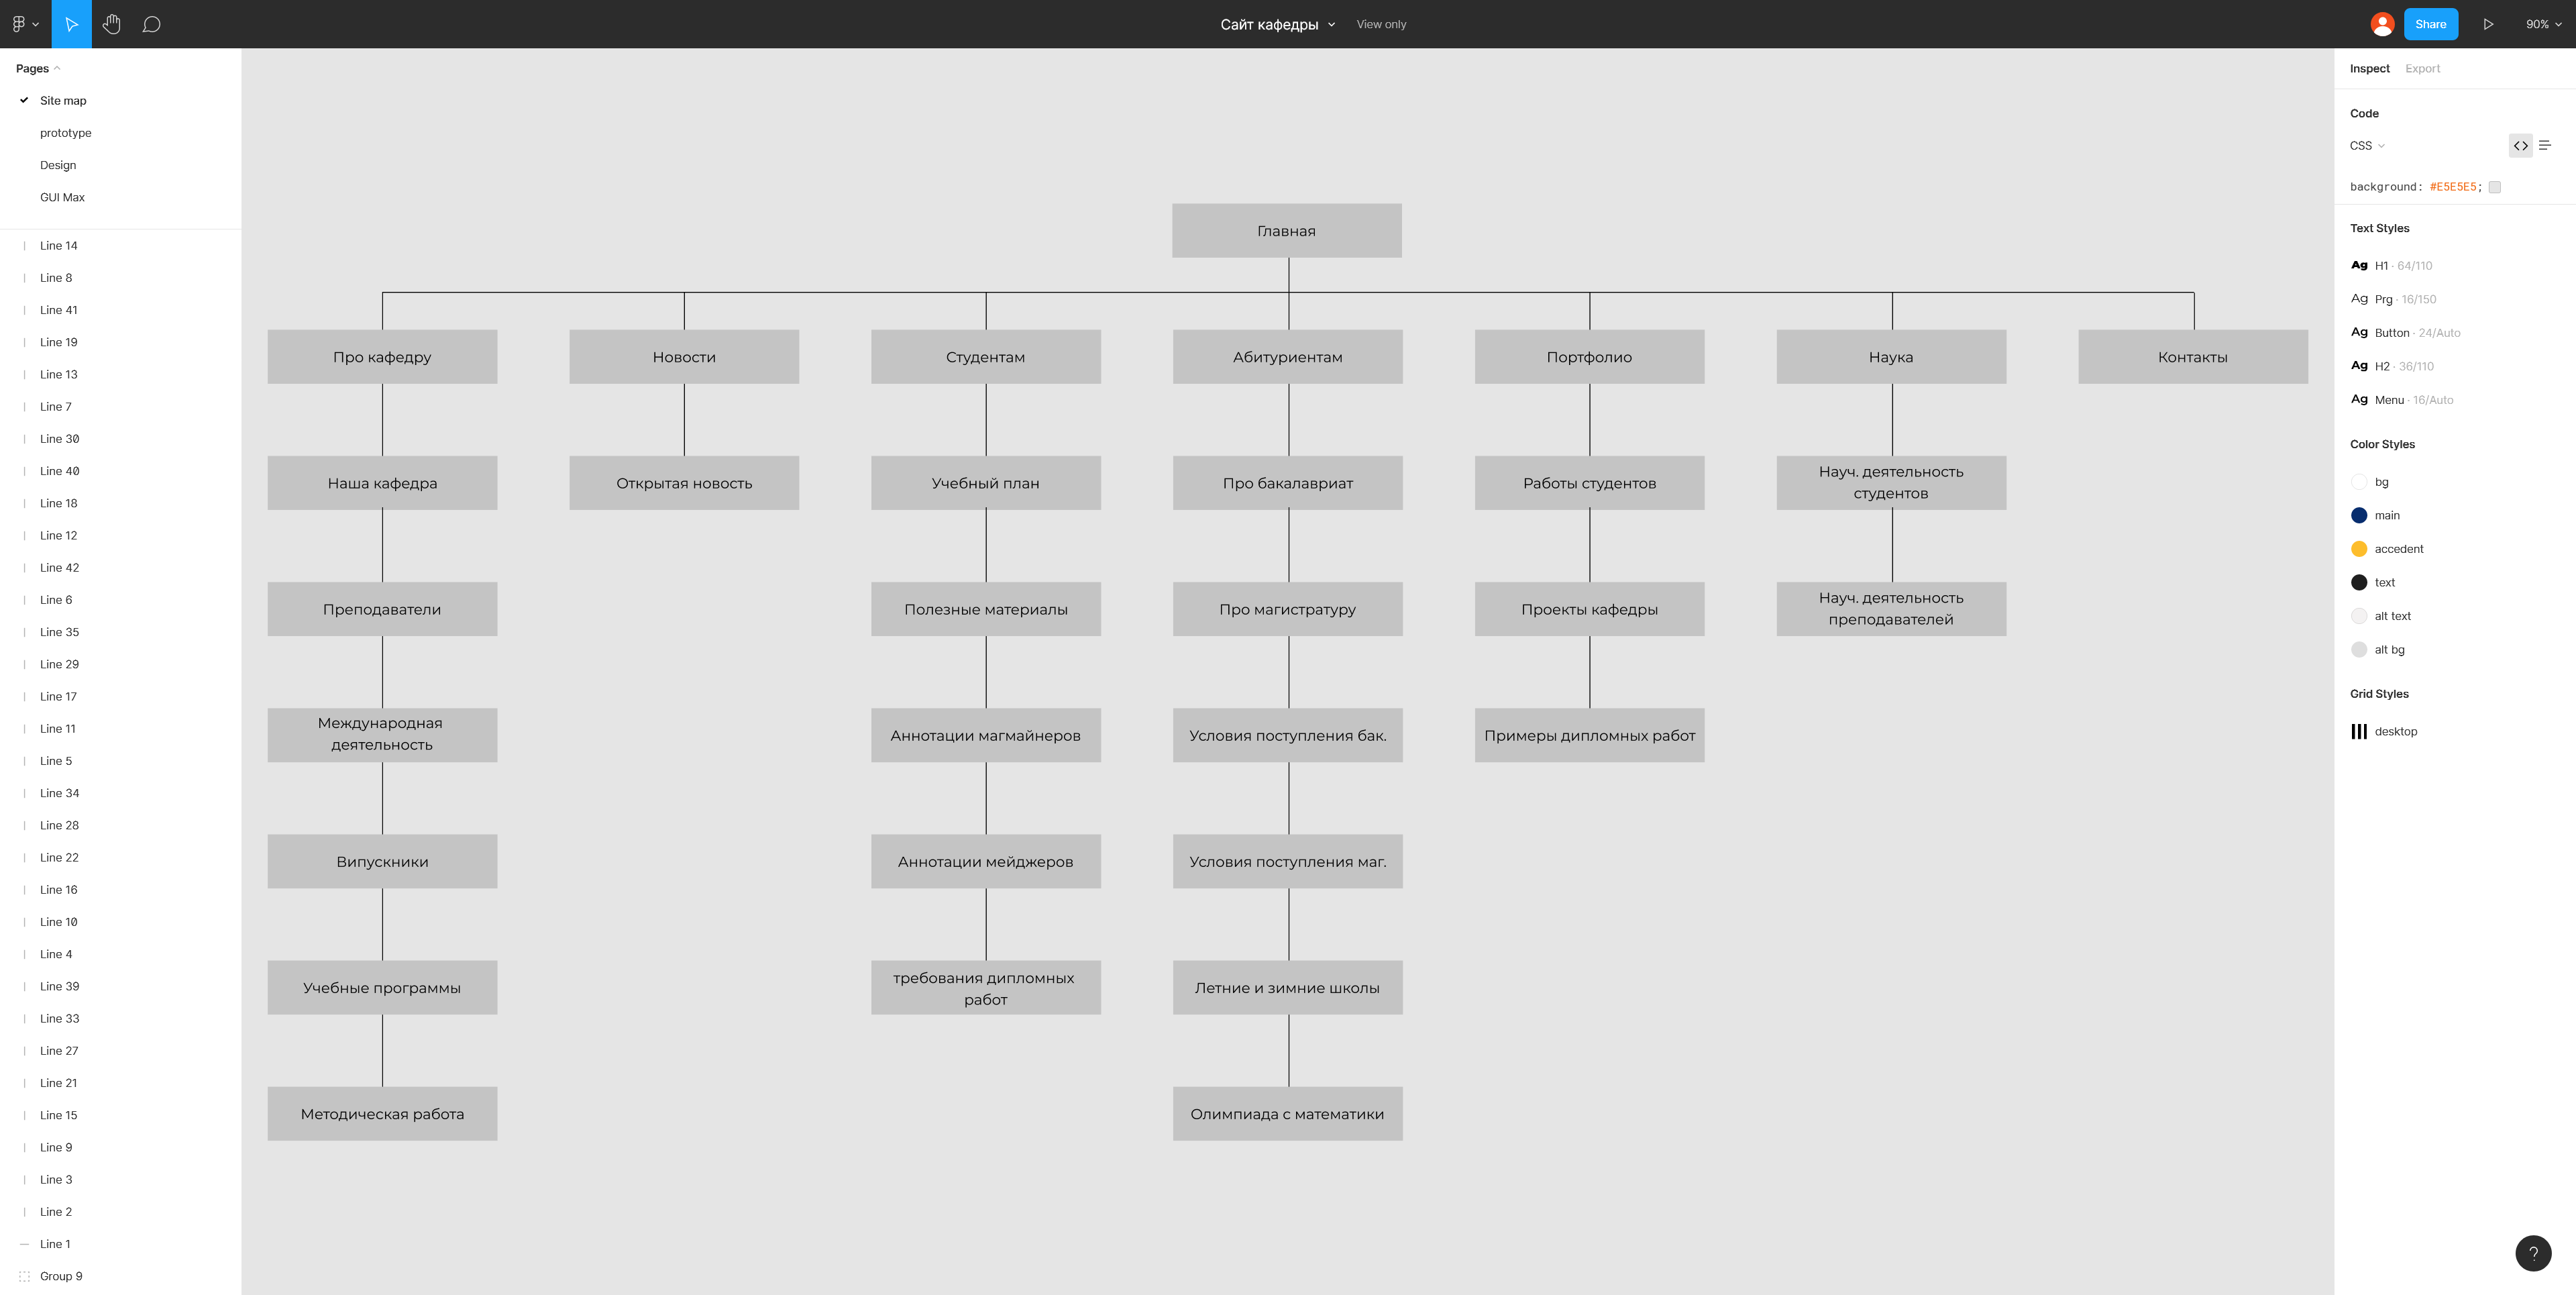 Сайт кафедры
View only
Share
90%
Pages
Site map
prototype
Design
GUI Max
Line 14
Line 8
Line 41
Line 19
Line 13
Line 7
Line 30
Line 40
Line 18
Line 12
Line 42
Line 6
Line 35
Line 29
Line 17
Line 11
Line 5
Line 34
Line 28
Line 22
Line 16
Line 10
Line 4
Line 39
Line 33
Line 27
Line 21
Line 15
Line 9
Line 3
Line 2
Line 1
Group 9
Главная
Про кафедру
Новости
Студентам
Абитуриентам
Портфолио
Наука
Контакты
Наша кафедра
Открытая новость
Учебный план
Про бакалавриат
Работы студентов
Науч. деятельность
студентов
Преподаватели
Полезные материалы
Про магистратуру
Проекты кафедры
Науч. деятельность
преподавателей
Международная
деятельность
Аннотации магмайнеров
Условия поступления бак.
Примеры дипломных работ
Випускники
Аннотации мейджеров
Условия поступления маг.
Учебные программы
требования дипломных
работ
Летние и зимние школы
Методическая работа
Олимпиада с математики
Inspect
Export
Code
CSS
background: #E5E5E5;
Text Styles
Ag H1 · 64/110
Ag Prg · 16/150
Ag Button · 24/Auto
Ag H2 · 36/110
Ag Menu · 16/Auto
Color Styles
bg
main
accedent
text
alt text
alt bg
Grid Styles
desktop
?